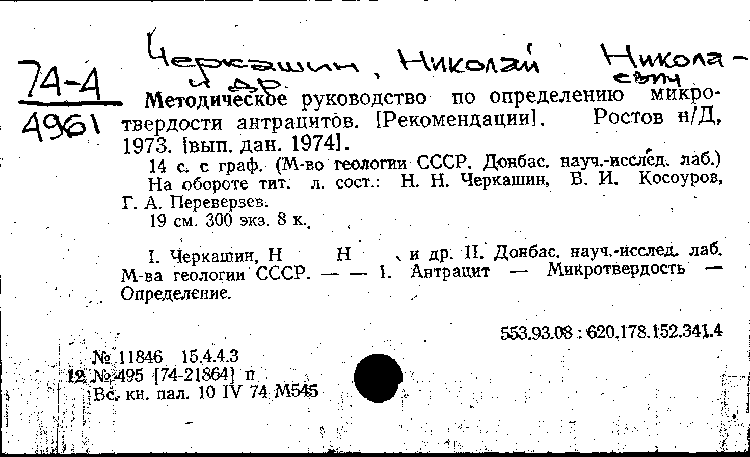 Черкашин, Николай Никола-
74-4 и др. евич
4961
Методическое руководство по определению микро-
твердости антрацитов. [Рекомендации]. Ростов н/Д,
1973. [вып. дан. 1974].
14 с. с граф. (М-во геологии СССР. Донбас. науч.-исслед. лаб.)
На обороте тит. л. сост.: Н. Н. Черкашин, В. И. Косоуров,
Г. А. Переверзев.
19 см. 300 экз. 8 к.
I. Черкашин, Н Н , и др. II. Донбас. науч.-исслед. лаб.
М-ва геологии СССР. — — 1. Антрацит — Микротвердость —
Определение.
553.93.08 : 620.178.152.341.4
№ 11846 15.4.4.3
12 № 495 [74-21864] п
Вс. кн. пал. 10 IV 74 М545